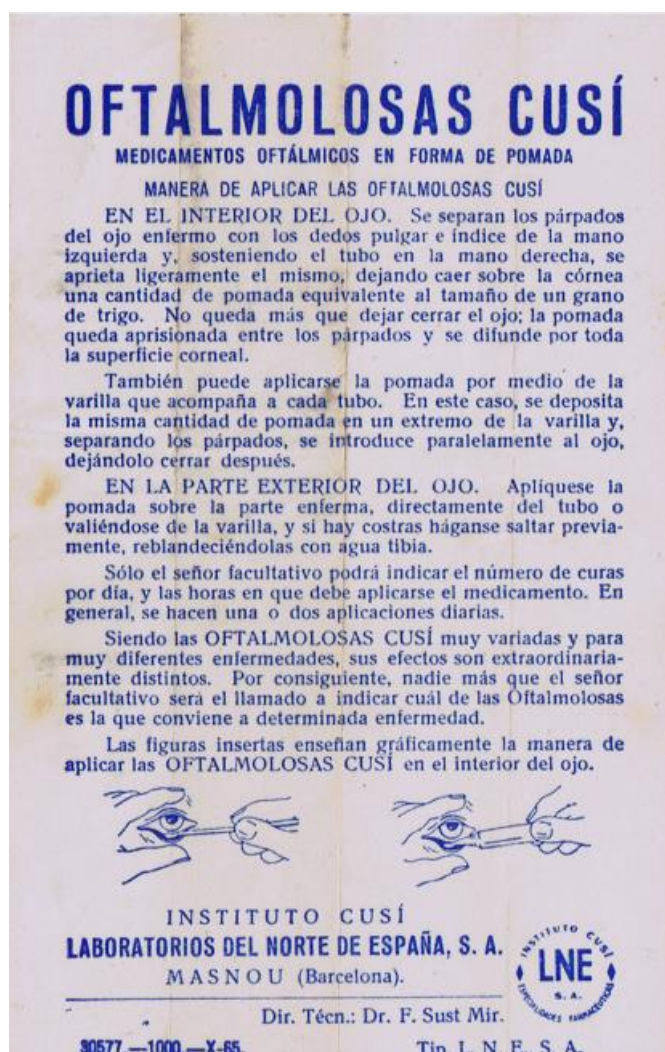 OFTALMOLOSAS CUSÍ
MEDICAMENTOS OFTÁLMICOS EN FORMA DE POMADA
MANERA DE APLICAR LAS OFTALMOLOSAS CUSÍ
EN EL INTERIOR DEL OJO. Se separan los párpados
del ojo enfermo con los dedos pulgar e índice de la mano
izquierda y, sosteniendo el tubo en la mano derecha, se
aprieta ligeramente el mismo, dejando caer sobre la córnea
una cantidad de pomada equivalente al tamaño de un grano
de trigo. No queda más que dejar cerrar el ojo; la pomada
queda aprisionada entre los párpados y se difunde por toda
la superficie corneal.
También puede aplicarse la pomada por medio de la
varilla que acompaña a cada tubo. En este caso, se deposita
la misma cantidad de pomada en un extremo de la varilla y,
separando los párpados, se introduce paralelamente al ojo,
dejándolo cerrar después.
EN LA PARTE EXTERIOR DEL OJO. Aplíquese la
pomada sobre la parte enferma, directamente del tubo o
valiéndose de la varilla, y si hay costras háganse saltar previa-
mente, reblandeciéndolas con agua tibia.
Sólo el señor facultativo podrá indicar el número de curas
por día, y las horas en que debe aplicarse el medicamento. En
general, se hacen una o dos aplicaciones diarias.
Siendo las OFTALMOLOSAS CUSÍ muy variadas y para
muy diferentes enfermedades, sus efectos son extraordinaria-
mente distintos. Por consiguiente, nadie más que el señor
facultativo será el llamado a indicar cuál de las Oftalmolosas
es la que conviene a determinada enfermedad.
Las figuras insertas enseñan gráficamente la manera de
aplicar las OFTALMOLOSAS CUSÍ en el interior del ojo.
INSTITUTO CUSÍ
LABORATORIOS DEL NORTE DE ESPAÑA, S. A.
MASNOU (Barcelona).
INSTITUTO CUSÍ
LNE
S. A.
ESPECIALIDADES FARMACEUTICAS
Dir. Técn.: Dr. F. Sust Mir.
30577.—1000.—X-65.
Tip. L. N. E., S. A.